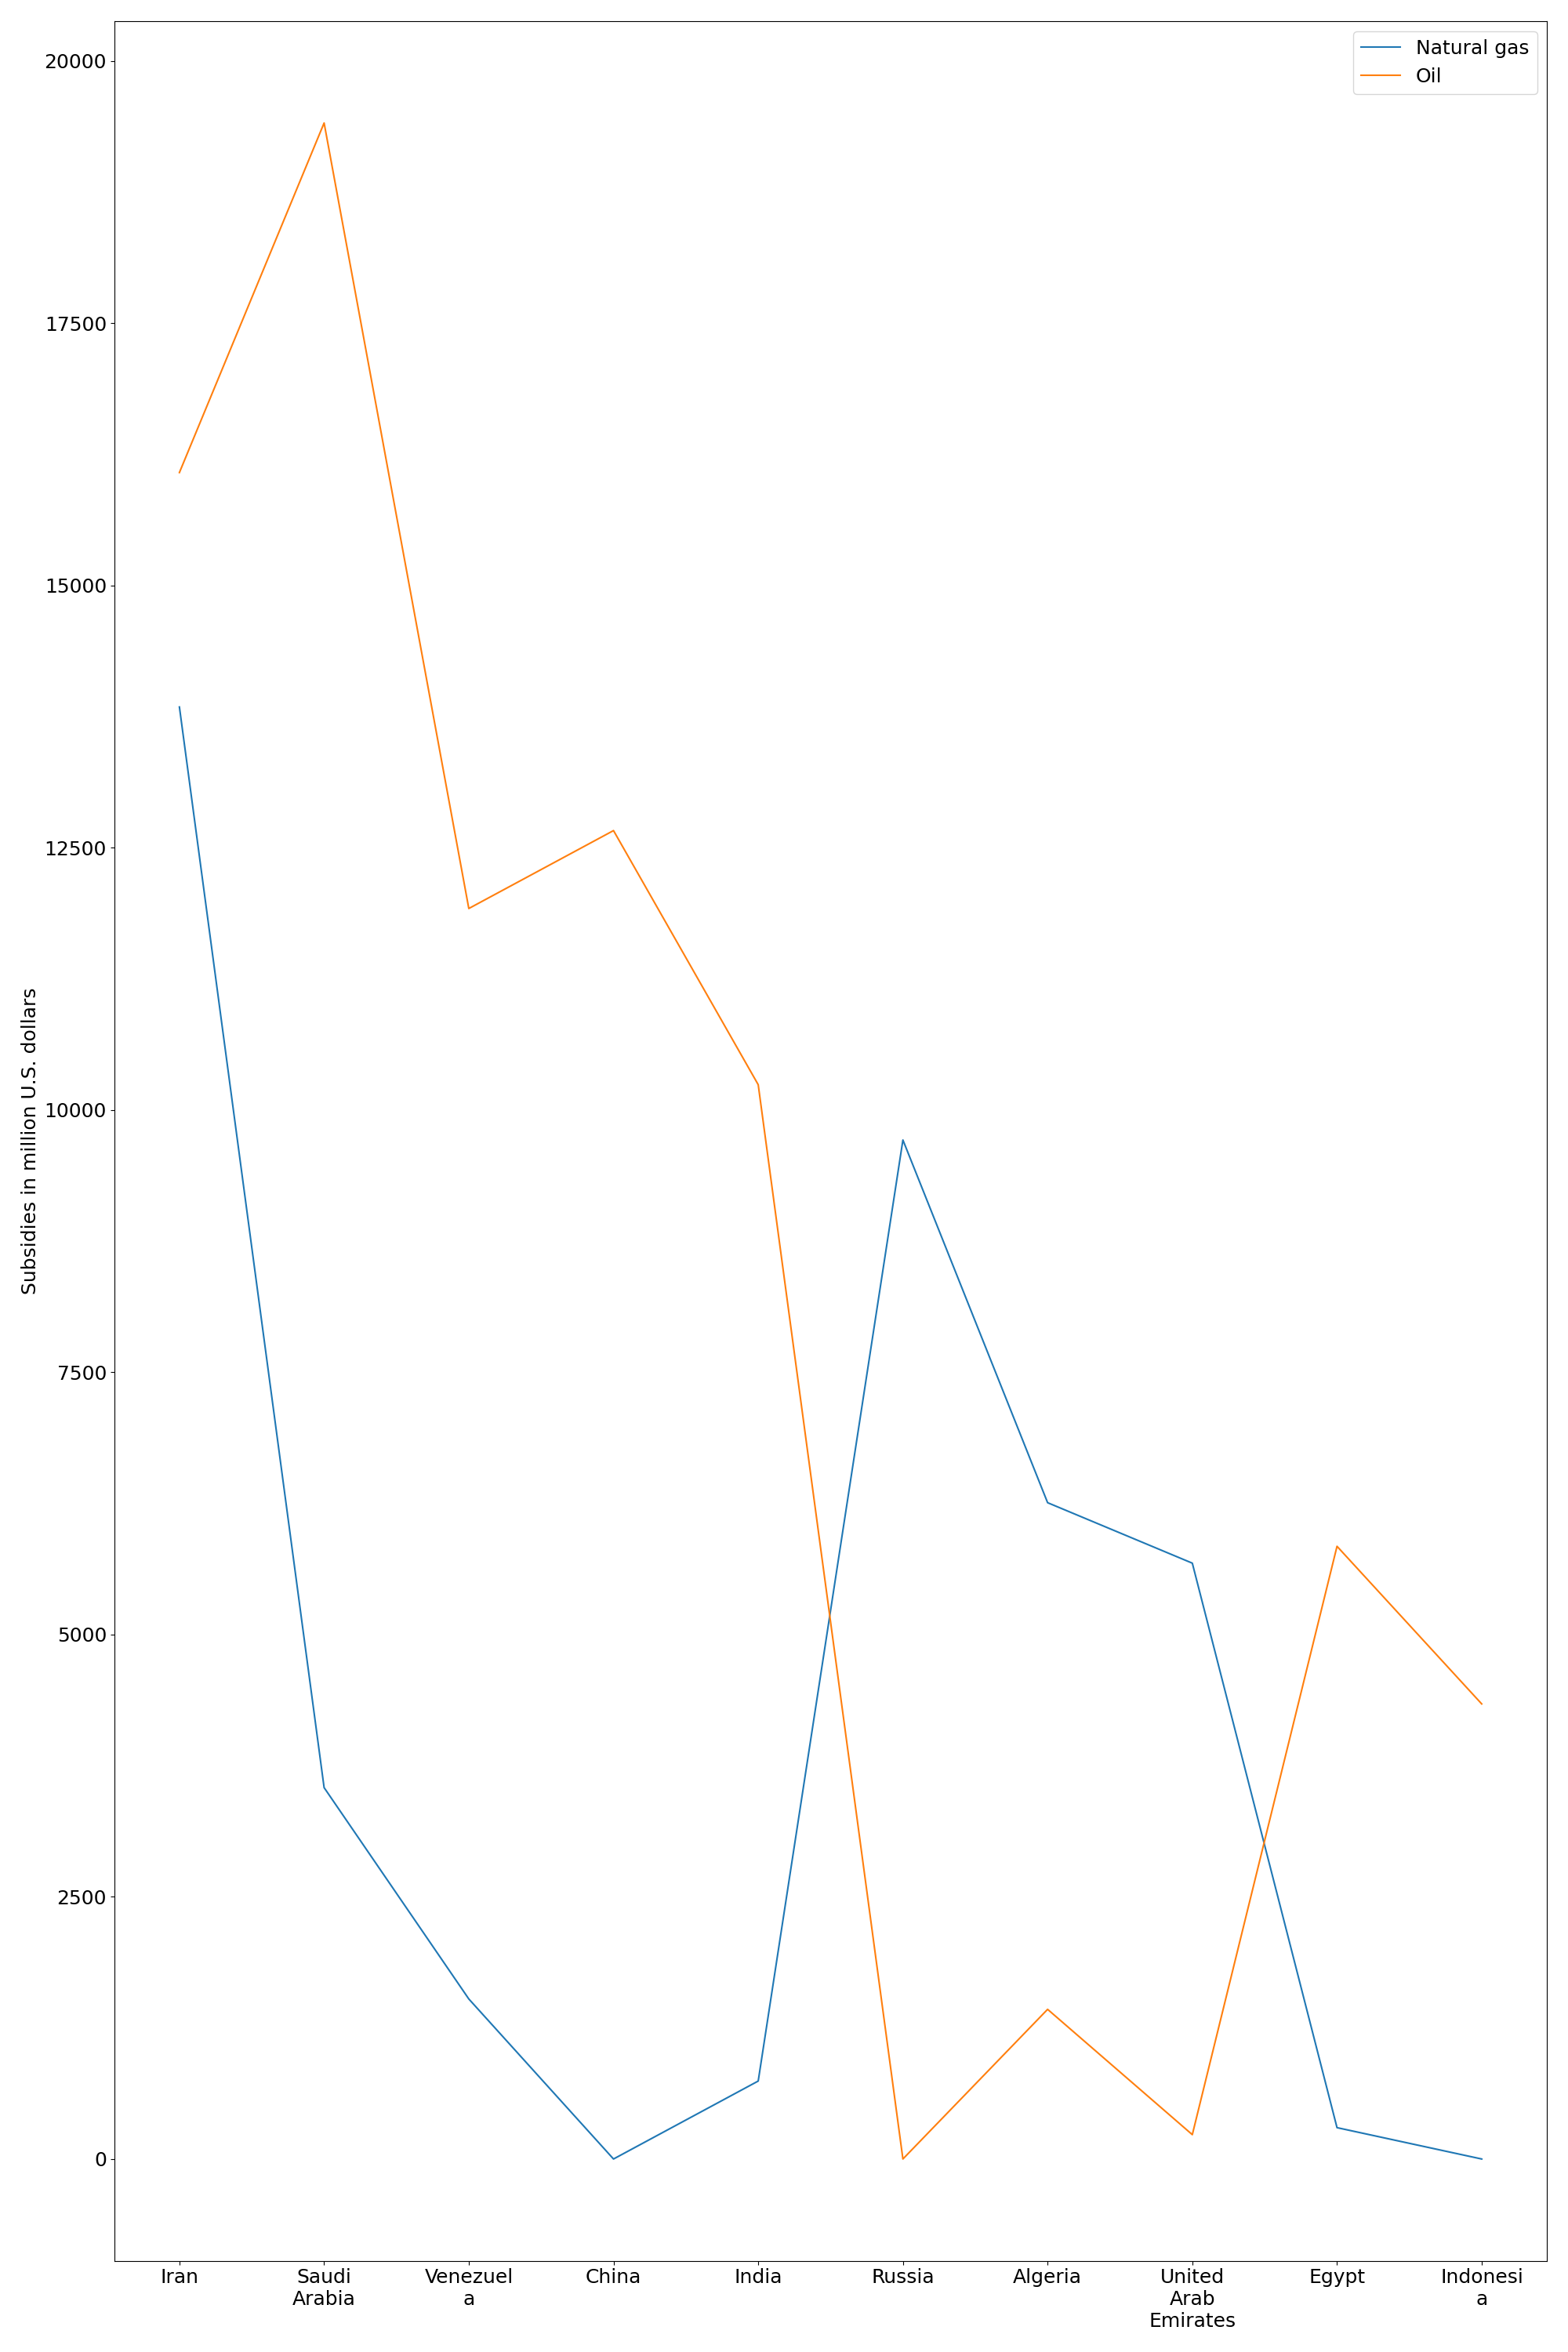 Natural gas
Oil
20000
17500
15000
12500
10000
7500
5000
2500
0
Subsidies in million U.S. dollars
Iran
Saudi
Arabia
Venezuel
a
China
India
Russia
Algeria
United
Arab
Emirates
Egypt
Indonesi
a